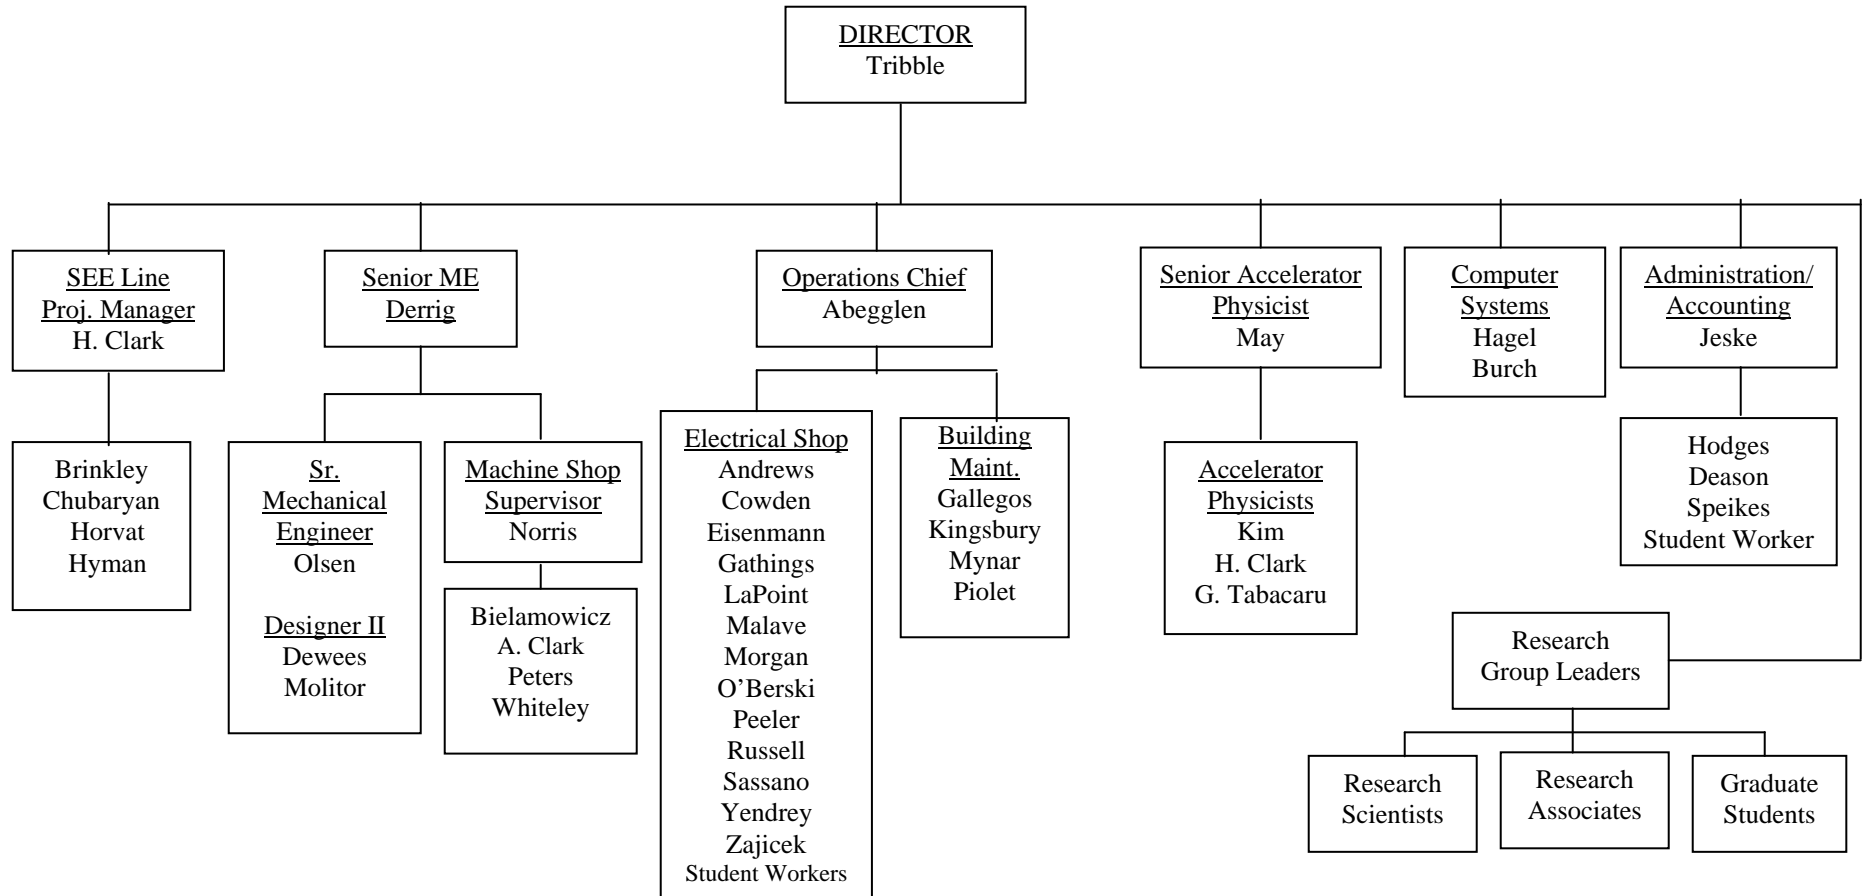 DIRECTOR
Tribble
SEE Line
Proj. Manager
H. Clark
Senior ME
Derrig
Operations Chief
Abegglen
Senior Accelerator
Physicist
May
Computer
Systems
Hagel
Burch
Administration/
Accounting
Jeske
Brinkley
Chubaryan
Horvat
Hyman
Sr.
Mechanical
Engineer
Olsen
Designer II
Dewees
Molitor
Machine Shop
Supervisor
Norris
Bielamowicz
A. Clark
Peters
Whiteley
Electrical Shop
Andrews
Cowden
Eisenmann
Gathings
LaPoint
Malave
Morgan
O’Berski
Peeler
Russell
Sassano
Yendrey
Zajicek
Student Workers
Building
Maint.
Gallegos
Kingsbury
Mynar
Piolet
Accelerator
Physicists
Kim
H. Clark
G. Tabacaru
Hodges
Deason
Speikes
Student Worker
Research
Group Leaders
Research
Scientists
Research
Associates
Graduate
Students